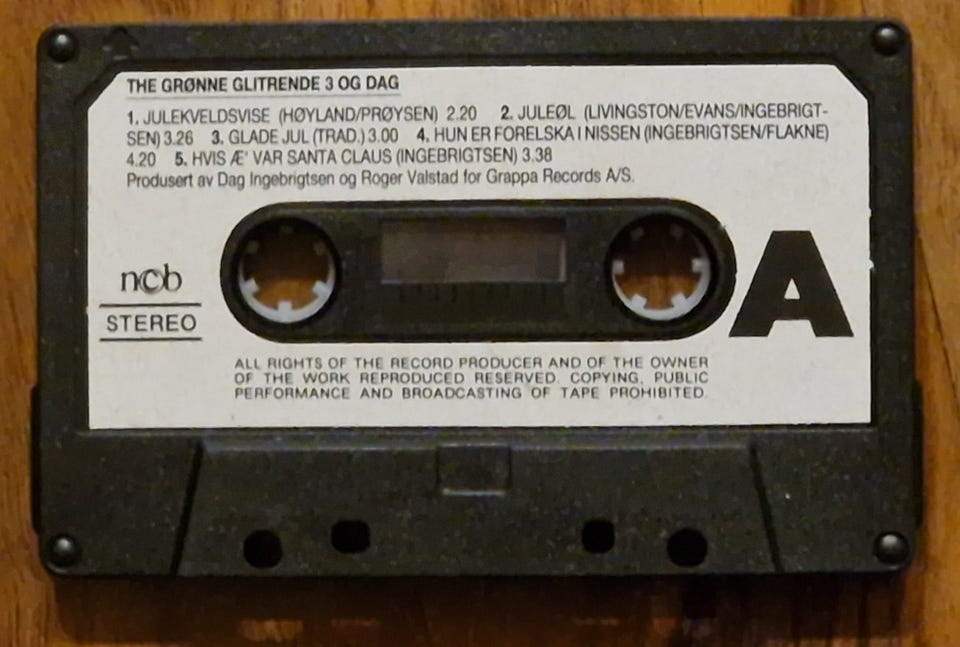 THE GRØNNE GLITRENDE 3 OG DAG
1. JULEKVELDSVISE (HØYLAND/PRØYSEN) 2.20 2. JULEØL (LIVINGSTON/EVANS/INGEBRIGT-
SEN) 3.26 3. GLADE JUL (TRAD.) 3.00 4. HUN ER FORELSKA I NISSEN (INGEBRIGTSEN/FLAKNE)
4.20 5. HVIS Æ' VAR SANTA CLAUS (INGEBRIGTSEN) 3.38
Produsert av Dag Ingebrigtsen og Roger Valstad for Grappa Records A/S.
A
ncb
STEREO
ALL RIGHTS OF THE RECORD PRODUCER AND OF THE OWNER
OF THE WORK REPRODUCED RESERVED. COPYING, PUBLIC
PERFORMANCE AND BROADCASTING OF TAPE PROHIBITED.